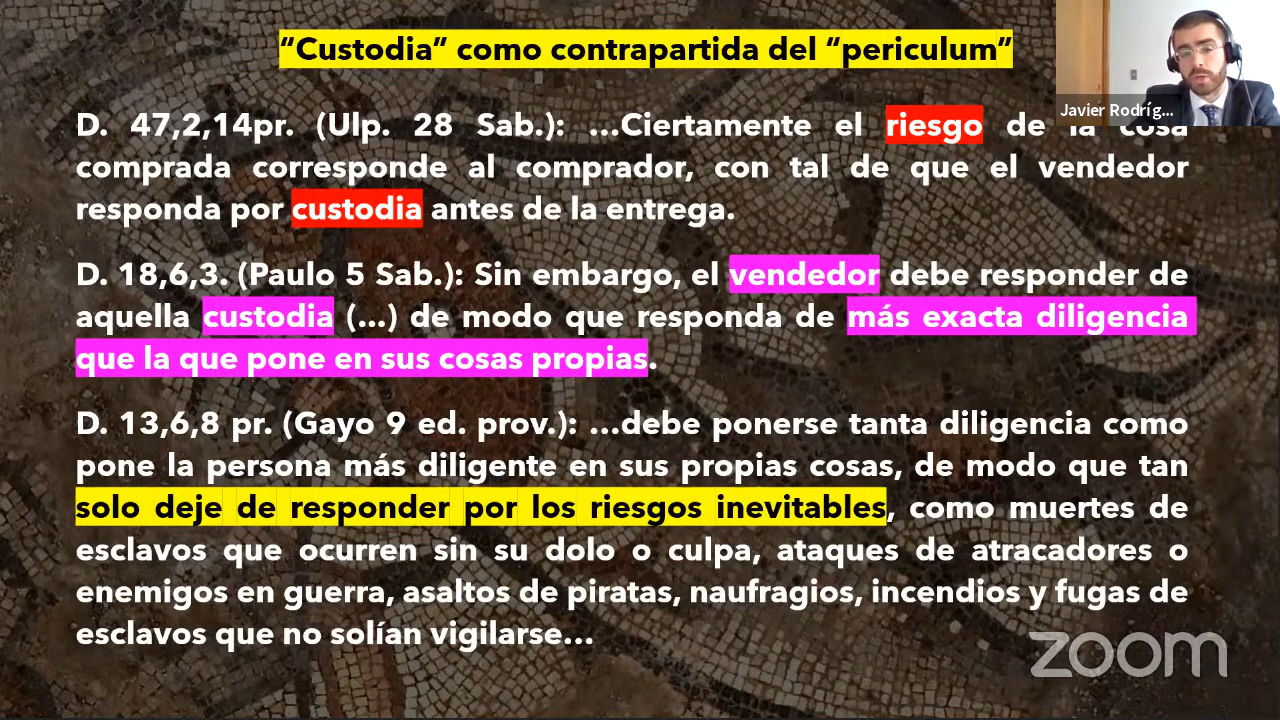 “Custodia” como contrapartida del “periculum”
Javier Rodríg...
D. 47,2,14pr. (Ulp. 28 Sab.): ...Ciertamente el riesgo de la cosa
comprada corresponde al comprador, con tal de que el vendedor
responda por custodia antes de la entrega.
D. 18,6,3. (Paulo 5 Sab.): Sin embargo, el vendedor debe responder de
aquella custodia (...) de modo que responda de más exacta diligencia
que la que pone en sus cosas propias.
D. 13,6,8 pr. (Gayo 9 ed. prov.): ...debe ponerse tanta diligencia como
pone la persona más diligente en sus propias cosas, de modo que tan
solo deje de responder por los riesgos inevitables, como muertes de
esclavos que ocurren sin su dolo o culpa, ataques de atracadores o
enemigos en guerra, asaltos de piratas, naufragios, incendios y fugas de
esclavos que no solían vigilarse...
zoom